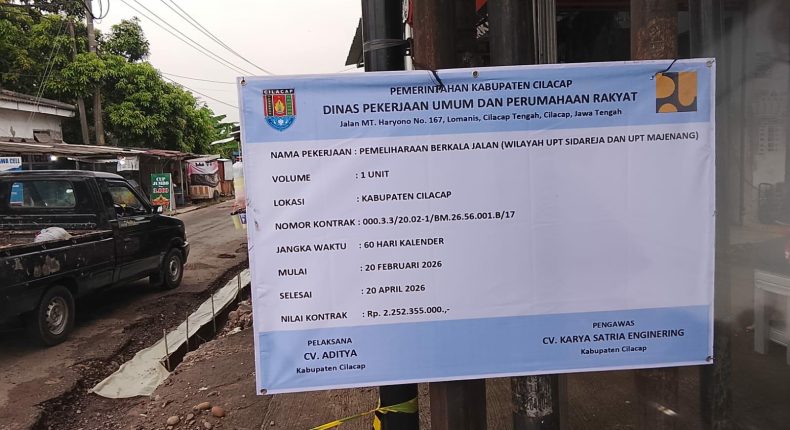 PEMERINTAHAN KABUPATEN CILACAP
DINAS PEKERJAAN UMUM DAN PERUMAHAAN RAKYAT
Jalan MT. Haryono No. 167, Lomanis, Cilacap Tengah, Cilacap, Jawa Tengah
CILACAP
PU
NAMA PEKERJAAN : PEMELIHARAAN BERKALA JALAN (WILAYAH UPT SIDAREJA DAN UPT MAJENANG)
VOLUME : 1 UNIT
LOKASI : KABUPATEN CILACAP
NOMOR KONTRAK : 000.3.3/20.02-1/BM.26.56.001.B/17
JANGKA WAKTU : 60 HARI KALENDER
MULAI : 20 FEBRUARI 2026
SELESAI : 20 APRIL 2026
NILAI KONTRAK : Rp. 2.252.355.000.,-
PELAKSANA
CV. ADITYA
Kabupaten Cilacap
PENGAWAS
CV. KARYA SATRIA ENGINERING
Kabupaten Cilacap
CELL